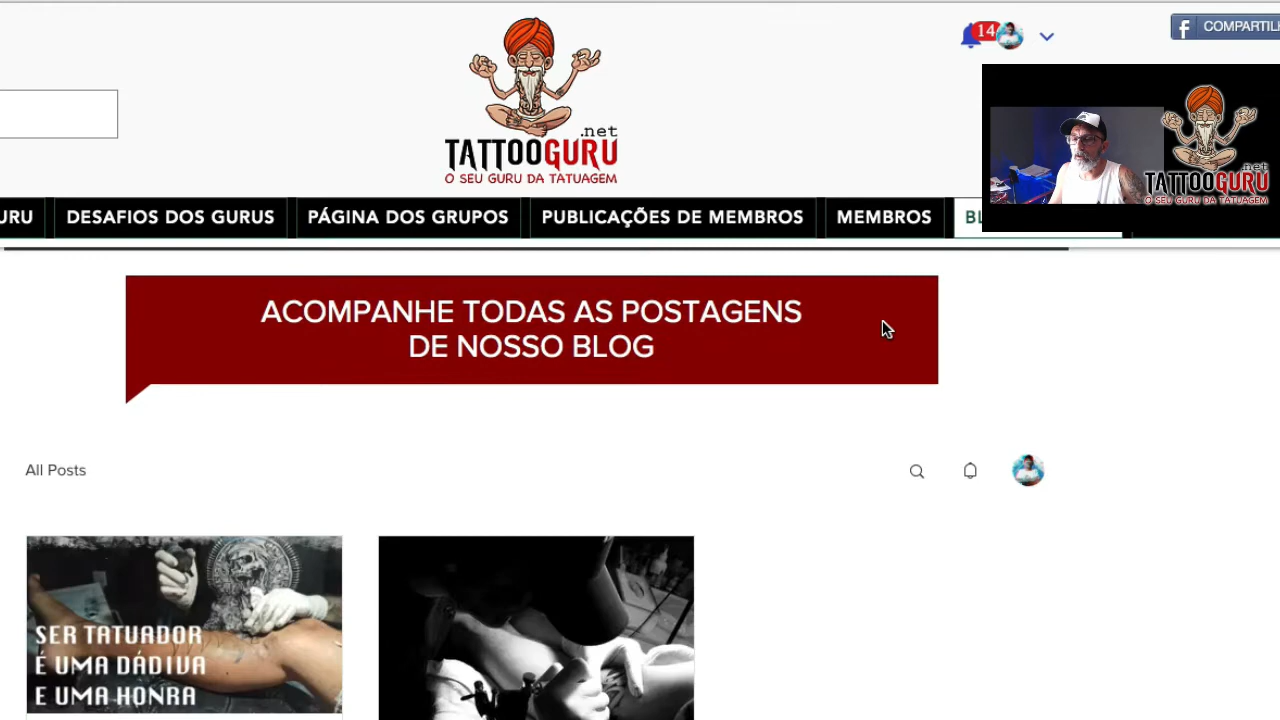 14
COMPARTIL
.net
TATTOOGURU
O SEU GURU DA TATUAGEM
.net
TATTOOGURU
O SEU GURU DA TATUAGEM
URU
DESAFIOS DOS GURUS
PÁGINA DOS GRUPOS
PUBLICAÇÕES DE MEMBROS
MEMBROS
BL
ACOMPANHE TODAS AS POSTAGENS
DE NOSSO BLOG
All Posts
SER TATUADOR
É UMA DÁDIVA
E UMA HONRA